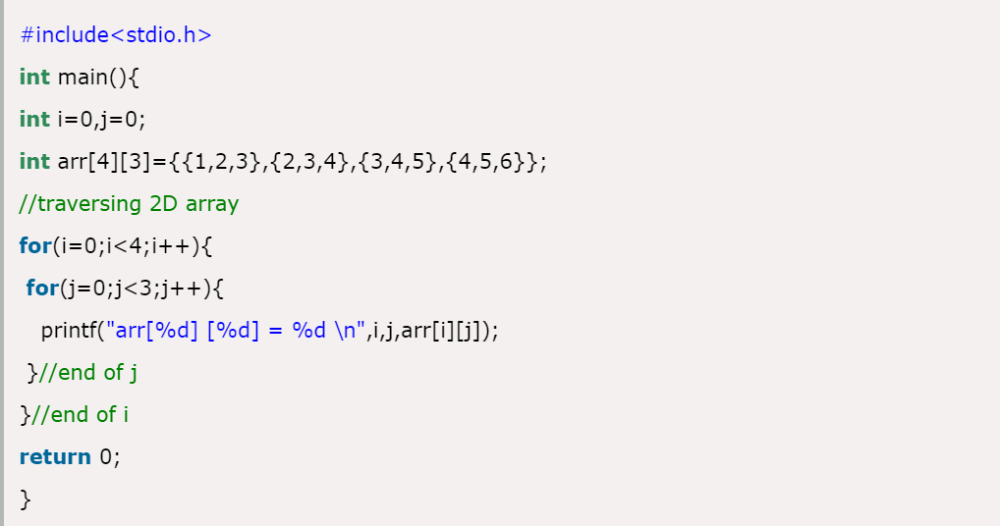 #include<stdio.h>
int main(){
int i=0,j=0;
int arr[4][3]={{1,2,3},{2,3,4},{3,4,5},{4,5,6}};
//traversing 2D array
for(i=0;i<4;i++){
 for(j=0;j<3;j++){
   printf("arr[%d] [%d] = %d \n",i,j,arr[i][j]);
 }//end of j
}//end of i
return 0;
}